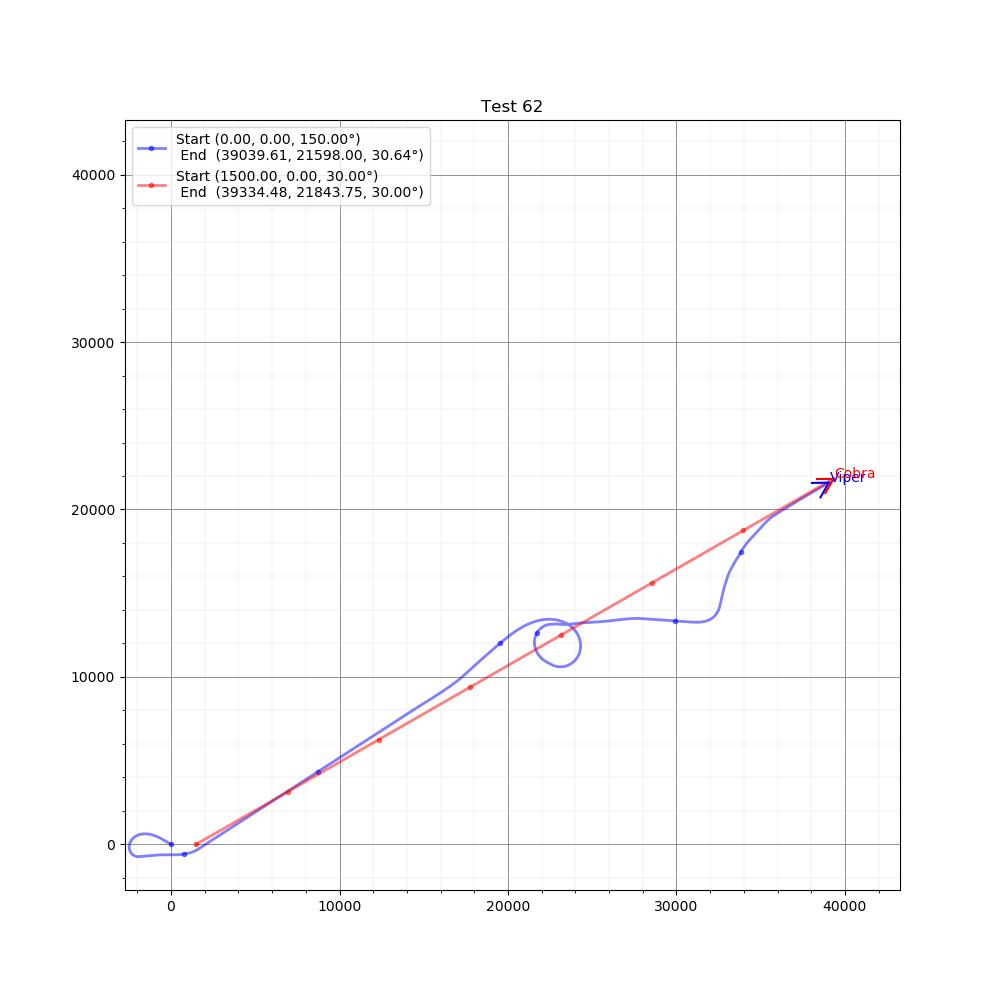 Test 62
Start (0.00, 0.00, 150.00°)
End (39039.61, 21598.00, 30.64°)
Start (1500.00, 0.00, 30.00°)
End (39334.48, 21843.75, 30.00°)
40000
30000
20000
10000
0
Cobra
Viper
0
10000
20000
30000
40000